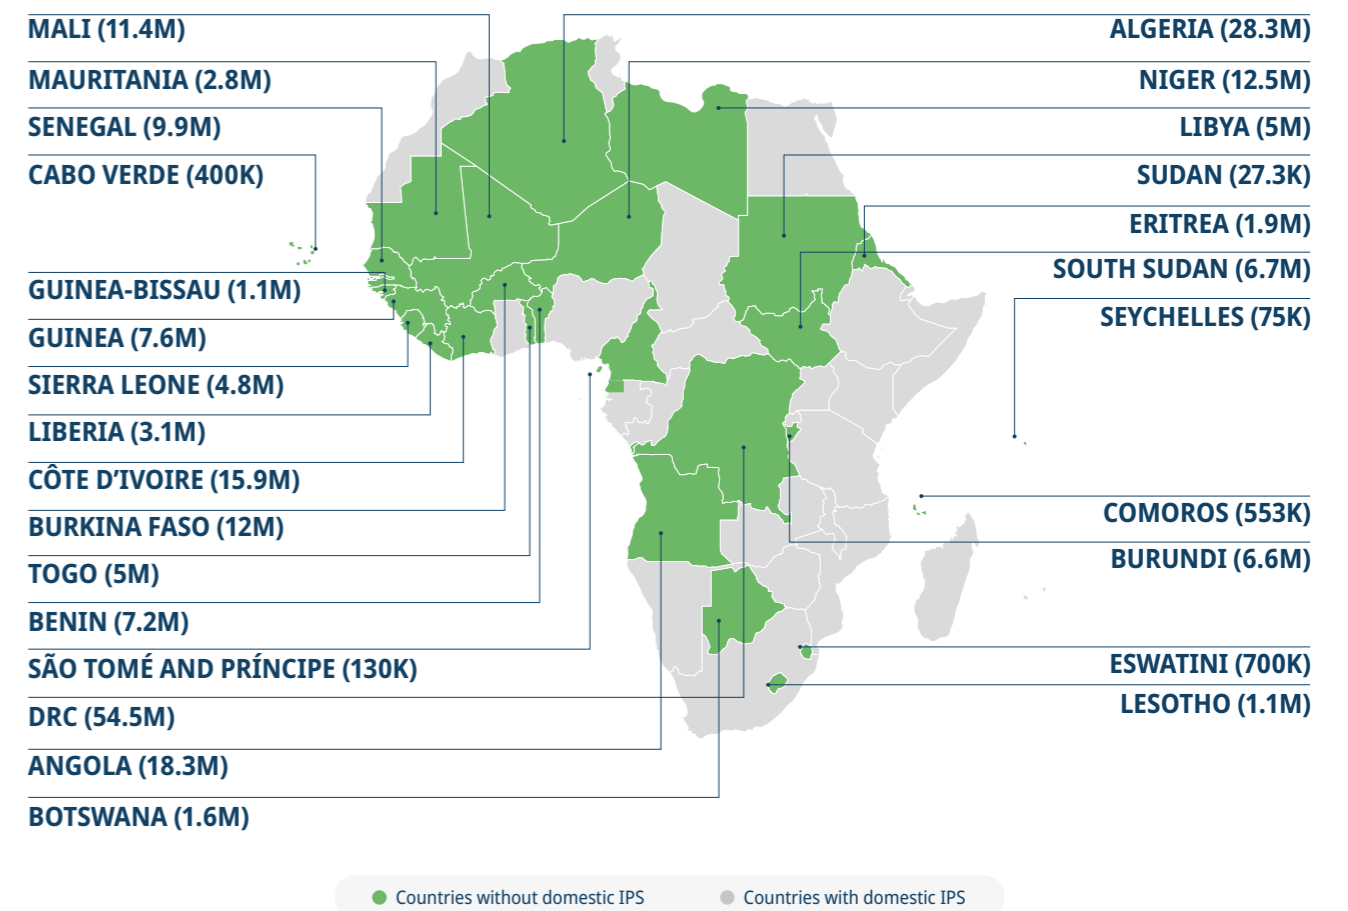 MALI (11.4M)
MAURITANIA (2.8M)
SENEGAL (9.9M)
CABO VERDE (400K)
GUINEA-BISSAU (1.1M)
GUINEA (7.6M)
SIERRA LEONE (4.8M)
LIBERIA (3.1M)
CÔTE D’IVOIRE (15.9M)
BURKINA FASO (12M)
TOGO (5M)
BENIN (7.2M)
SÃO TOMÉ AND PRÍNCIPE (130K)
DRC (54.5M)
ANGOLA (18.3M)
BOTSWANA (1.6M)
ALGERIA (28.3M)
NIGER (12.5M)
LIBYA (5M)
SUDAN (27.3K)
ERITREA (1.9M)
SOUTH SUDAN (6.7M)
SEYCHELLES (75K)
COMOROS (553K)
BURUNDI (6.6M)
ESWATINI (700K)
LESOTHO (1.1M)
Countries without domestic IPS
Countries with domestic IPS